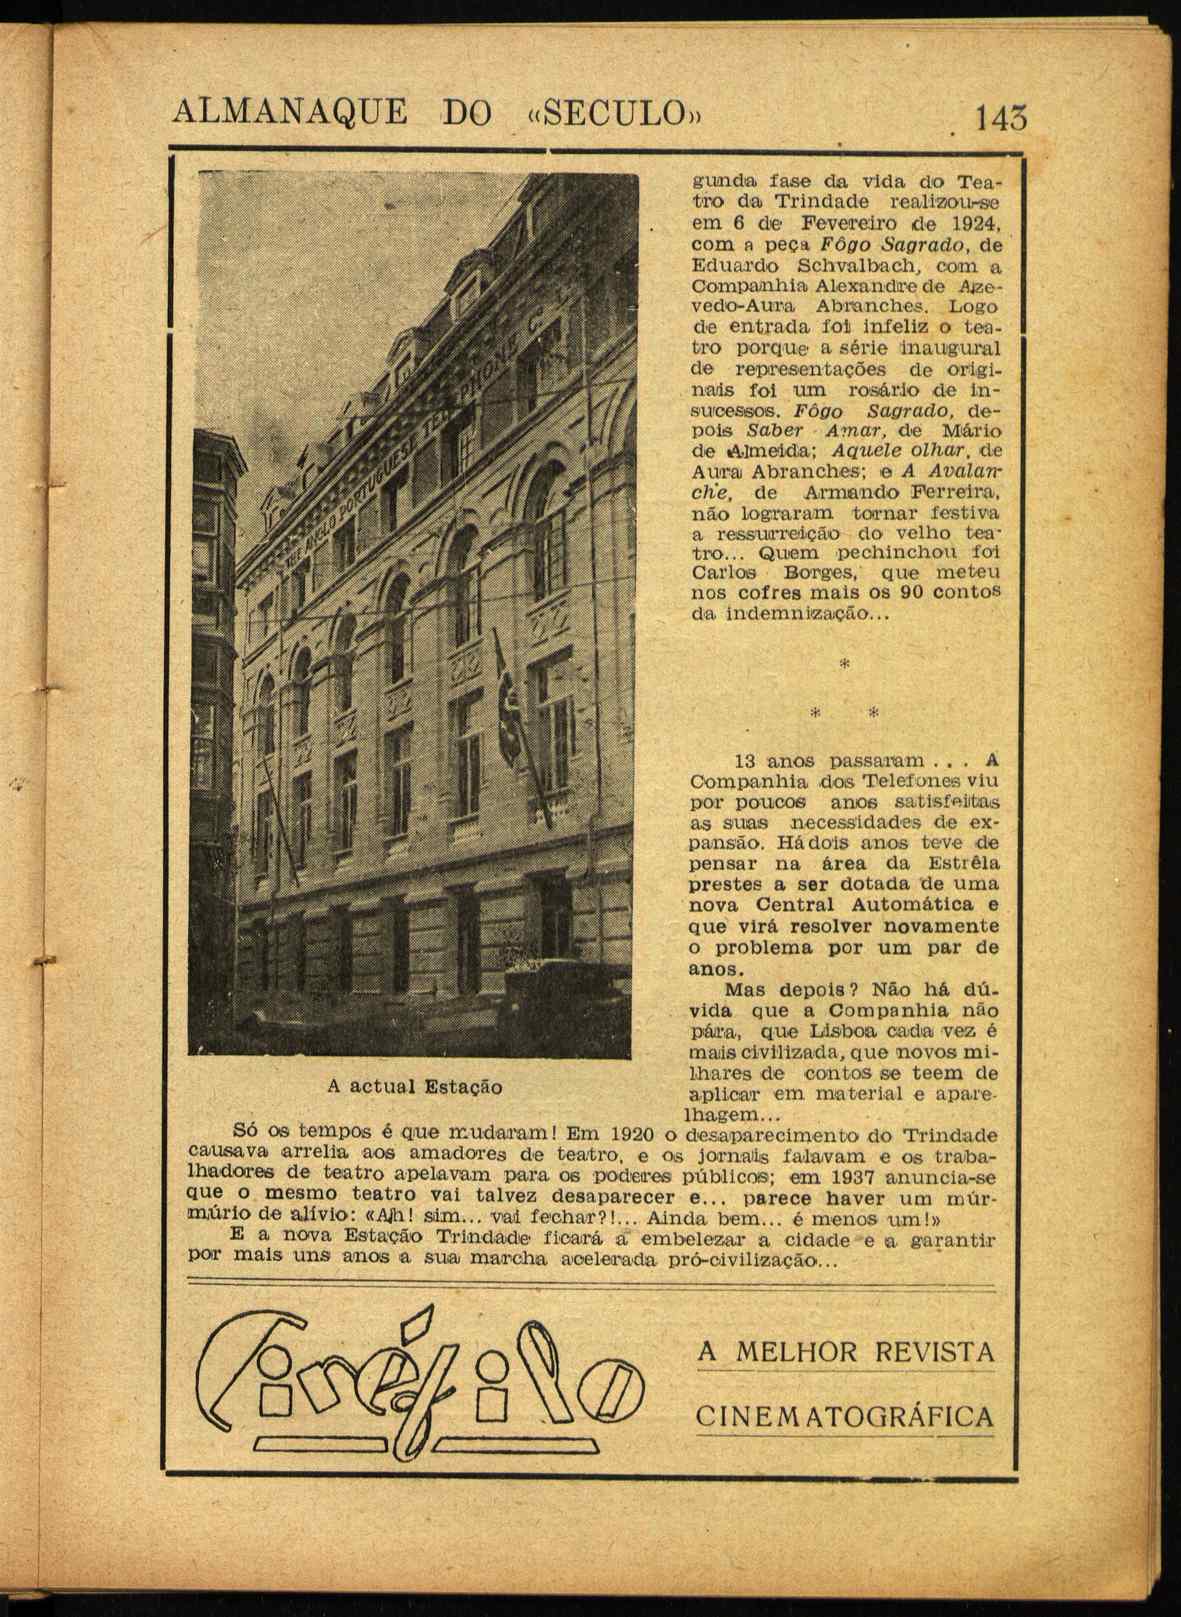 ALMANAQUE DO «SECULO» 143
THE ANGLO PORTUGUESE TELEPHONE Cº
A actual Estação
gunda fase da vida do Tea-
tro da Trindade realizou-se
em 6 de Fevereiro de 1924,
com a peça Fôgo Sagrado, de
Eduardo Schvalbach, com a
Companhia Alexandre de Aze-
vedo-Aura Abranches. Logo
de entrada foi infeliz o tea-
tro porque a série inaugural
de representações de origi-
nais foi um rosário de in-
sucessos. Fôgo Sagrado, de-
pois Saber Amar, de Mário
de Almeida; Aquele olhar, de
Aura Abranches; e A Avalan-
che, de Armando Ferreira,
não lograram tornar festiva
a ressurreição do velho tea-
tro... Quem pechinchou foi
Carlos Borges, que meteu
nos cofres mais os 90 contos
da indemnização...
*
* *
13 anos passaram . . . A
Companhia dos Telefones viu
por poucos anos satisfeitas
as suas necessidades de ex-
pansão. Há dois anos teve de
pensar na área da Estrêla
prestes a ser dotada de uma
nova Central Automática e
que virá resolver novamente
o problema por um par de
anos.
Mas depois? Não há dú-
vida que a Companhia não
pára, que Lisboa cada vez é
mais civilizada, que novos mi-
lhares de contos se teem de
aplicar em material e apare-
lhagem...
Só os tempos é que mudaram! Em 1920 o desaparecimento do Trindade
causava arrelia aos amadores de teatro, e os jornais falavam e os traba-
lhadores de teatro apelavam para os poderes públicos; em 1937 anuncia-se
que o mesmo teatro vai talvez desaparecer e... parece haver um múr-
múrio de alívio: «Ah! sim... vai fechar?!... Ainda bem... é menos um!»
E a nova Estação Trindade ficará a embelezar a cidade e a garantir
por mais uns anos a sua marcha acelerada pró-civilização...
Cinéfilo
A MELHOR REVISTA
CINEMATOGRÁFICA